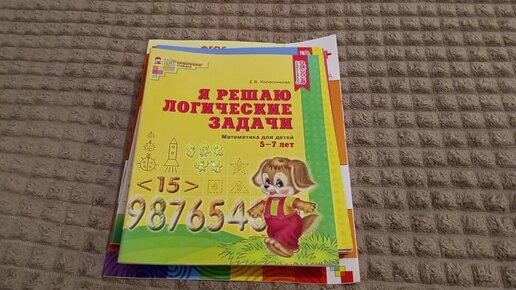 Е.В. Колесникова
Я РЕШАЮ
ЛОГИЧЕСКИЕ
ЗАДАЧИ
Математика для детей
5–7 лет
<15>
9876543